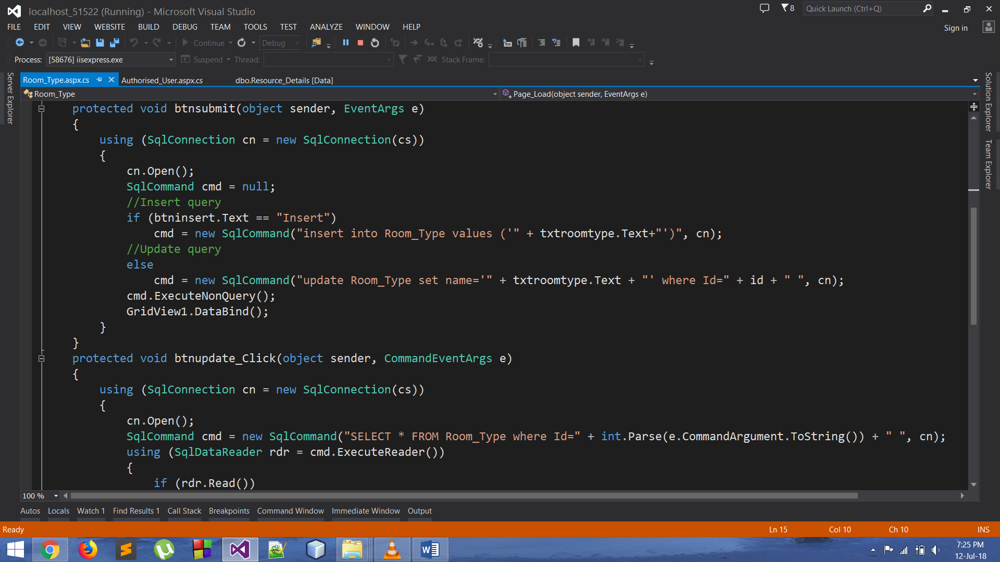 localhost_51522 (Running) - Microsoft Visual Studio
8
Quick Launch (Ctrl+Q)
FILE EDIT VIEW WEBSITE BUILD DEBUG TEAM TOOLS TEST ANALYZE WINDOW HELP
Sign in
Continue Debug
Process: [58676] iisexpress.exe Suspend Thread: Stack Frame:
Server Explorer
Room_Type.aspx.cs Authorised_User.aspx.cs dbo.Resource_Details [Data]
Solution Explorer
Team Explorer
Room_Type Page_Load(object sender, EventArgs e)
protected void btnsubmit(object sender, EventArgs e)
{
using (SqlConnection cn = new SqlConnection(cs))
{
cn.Open();
SqlCommand cmd = null;
//Insert query
if (btninsert.Text == "Insert")
cmd = new SqlCommand("insert into Room_Type values ('" + txtroomtype.Text+"')", cn);
//Update query
else
cmd = new SqlCommand("update Room_Type set name='" + txtroomtype.Text + "' where Id=" + id + " ", cn);
cmd.ExecuteNonQuery();
GridView1.DataBind();
}
}
protected void btnupdate_Click(object sender, CommandEventArgs e)
{
using (SqlConnection cn = new SqlConnection(cs))
{
cn.Open();
SqlCommand cmd = new SqlCommand("SELECT * FROM Room_Type where Id=" + int.Parse(e.CommandArgument.ToString()) + " ", cn);
using (SqlDataReader rdr = cmd.ExecuteReader())
{
if (rdr.Read())
100 %
Autos Locals Watch 1 Find Results 1 Call Stack Breakpoints Command Window Immediate Window Output
Ready Ln 15 Col 10 Ch 10 INS
7:25 PM
12-Jul-18